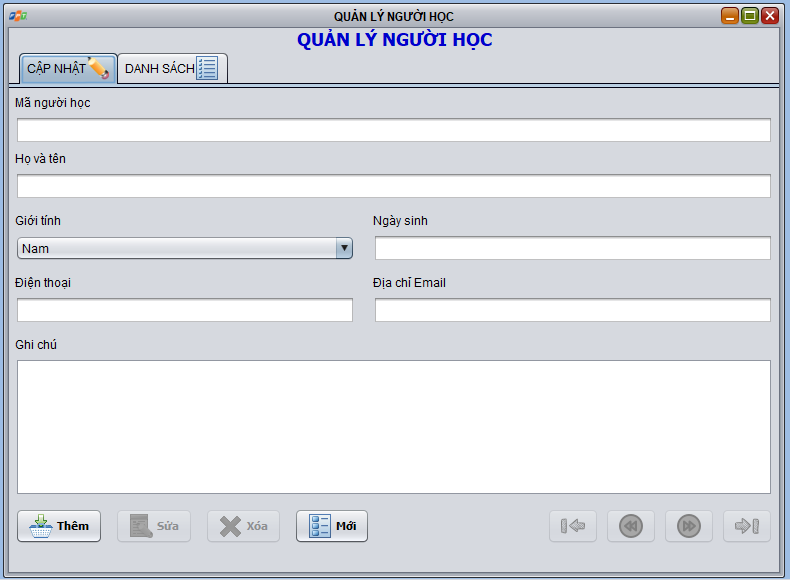 QUẢN LÝ NGƯỜI HỌC
QUẢN LÝ NGƯỜI HỌC
CẬP NHẬT DANH SÁCH
Mã người học
Họ và tên
Giới tính Ngày sinh
Nam
Điện thoại Địa chỉ Email
Ghi chú
Thêm Sửa Xóa Mới